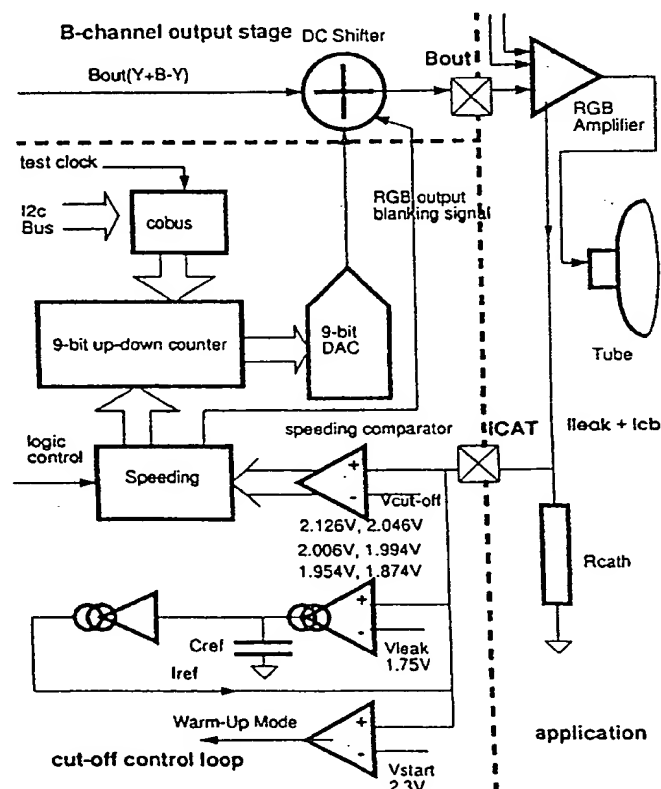 B-channel output stage
DC Shifter
Bout(Y+B-Y)
Bout
RGB
Amplifier
test clock
I2c
Bus
cobus
RGB output
blanking signal
9-bit up-down counter
9-bit
DAC
Tube
speeding comparator
ICAT
Ileak + Icb
logic
control
Speeding
+
-
Vcut-off
2.126V, 2.046V
2.006V, 1.994V
1.954V, 1.874V
Rcath
+
-
Cref
Vleak
1.75V
Iref
Warm-Up Mode
+
-
application
cut-off control loop
Vstart
2.3V